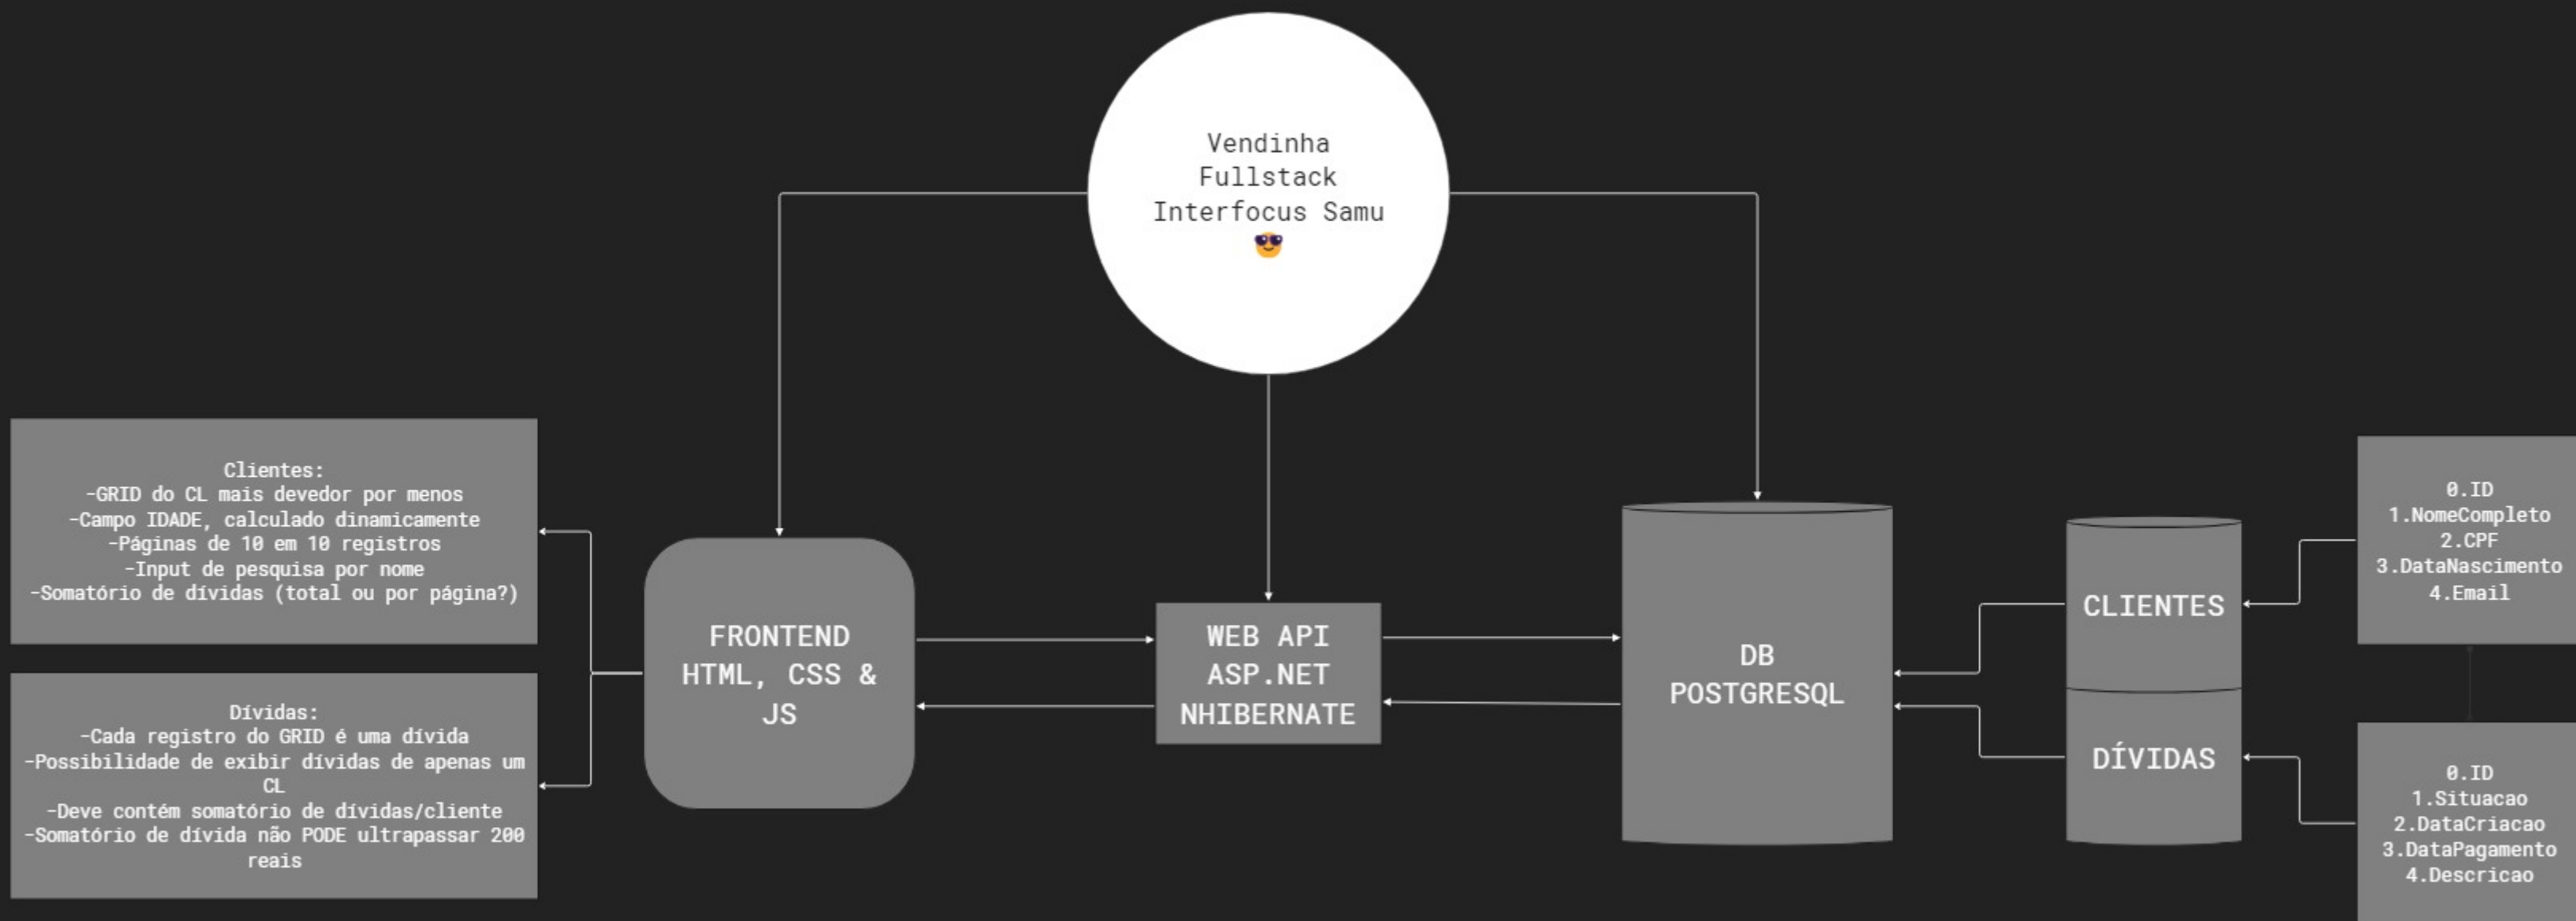 Vendinha
Fullstack
Interfocus Samu
😎
Clientes:
-GRID do CL mais devedor por menos
-Campo IDADE, calculado dinamicamente
-Páginas de 10 em 10 registros
-Input de pesquisa por nome
-Somatório de dívidas (total ou por página?)
Dívidas:
-Cada registro do GRID é uma dívida
-Possibilidade de exibir dívidas de apenas um
CL
-Deve contém somatório de dívidas/cliente
-Somatório de dívida não PODE ultrapassar 200
reais
FRONTEND
HTML, CSS &
JS
WEB API
ASP.NET
NHIBERNATE
DB
POSTGRESQL
CLIENTES
DÍVIDAS
0.ID
1.NomeCompleto
2.CPF
3.DataNascimento
4.Email
0.ID
1.Situacao
2.DataCriacao
3.DataPagamento
4.Descricao